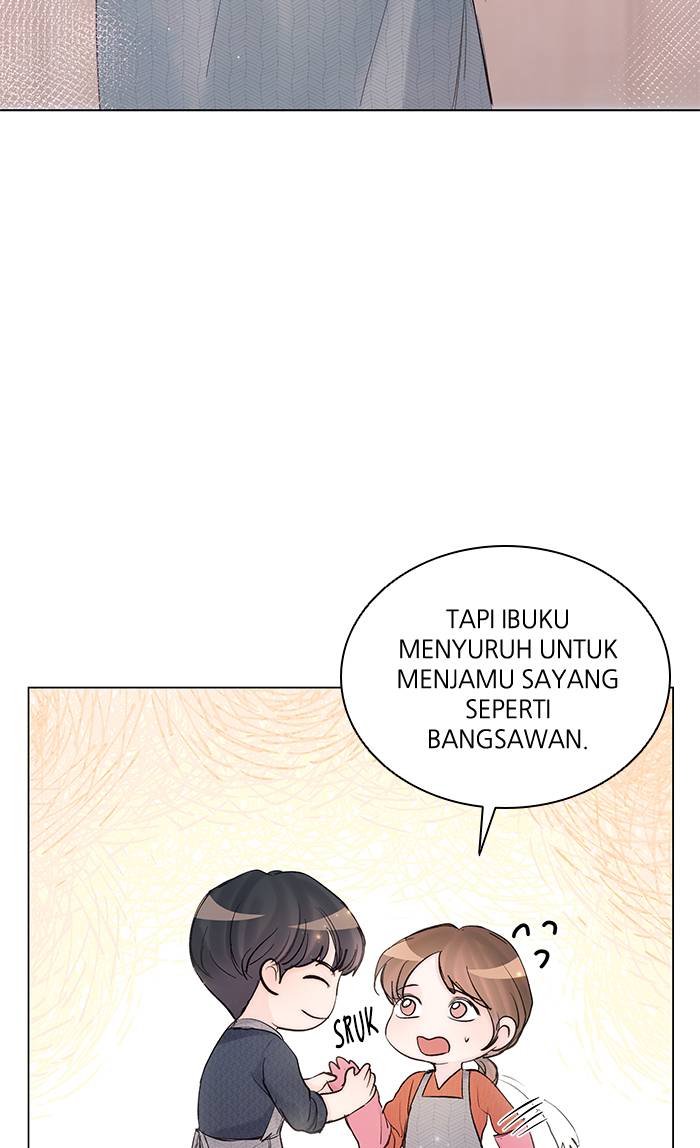 TAPI IBUKU
MENYURUH UNTUK
MENJAMU SAYANG
SEPERTI
BANGSAWAN.
SRUK